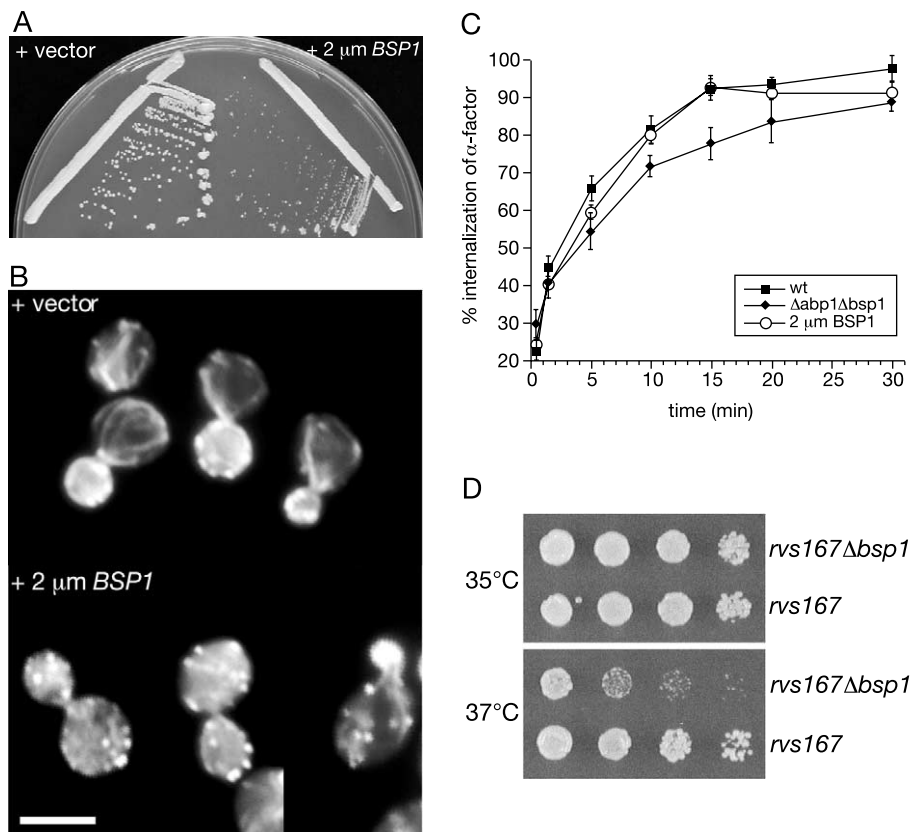 A
+ vector
+ 2 μm BSP1
B
+ vector
+ 2 μm BSP1
C
% internalization of α-factor
100
90
80
70
60
50
40
30
20
0
5
10
15
20
25
30
time (min)
wt
Δabp1Δbsp1
2 μm BSP1
D
35°C
rvs167Δbsp1
rvs167
37°C
rvs167Δbsp1
rvs167